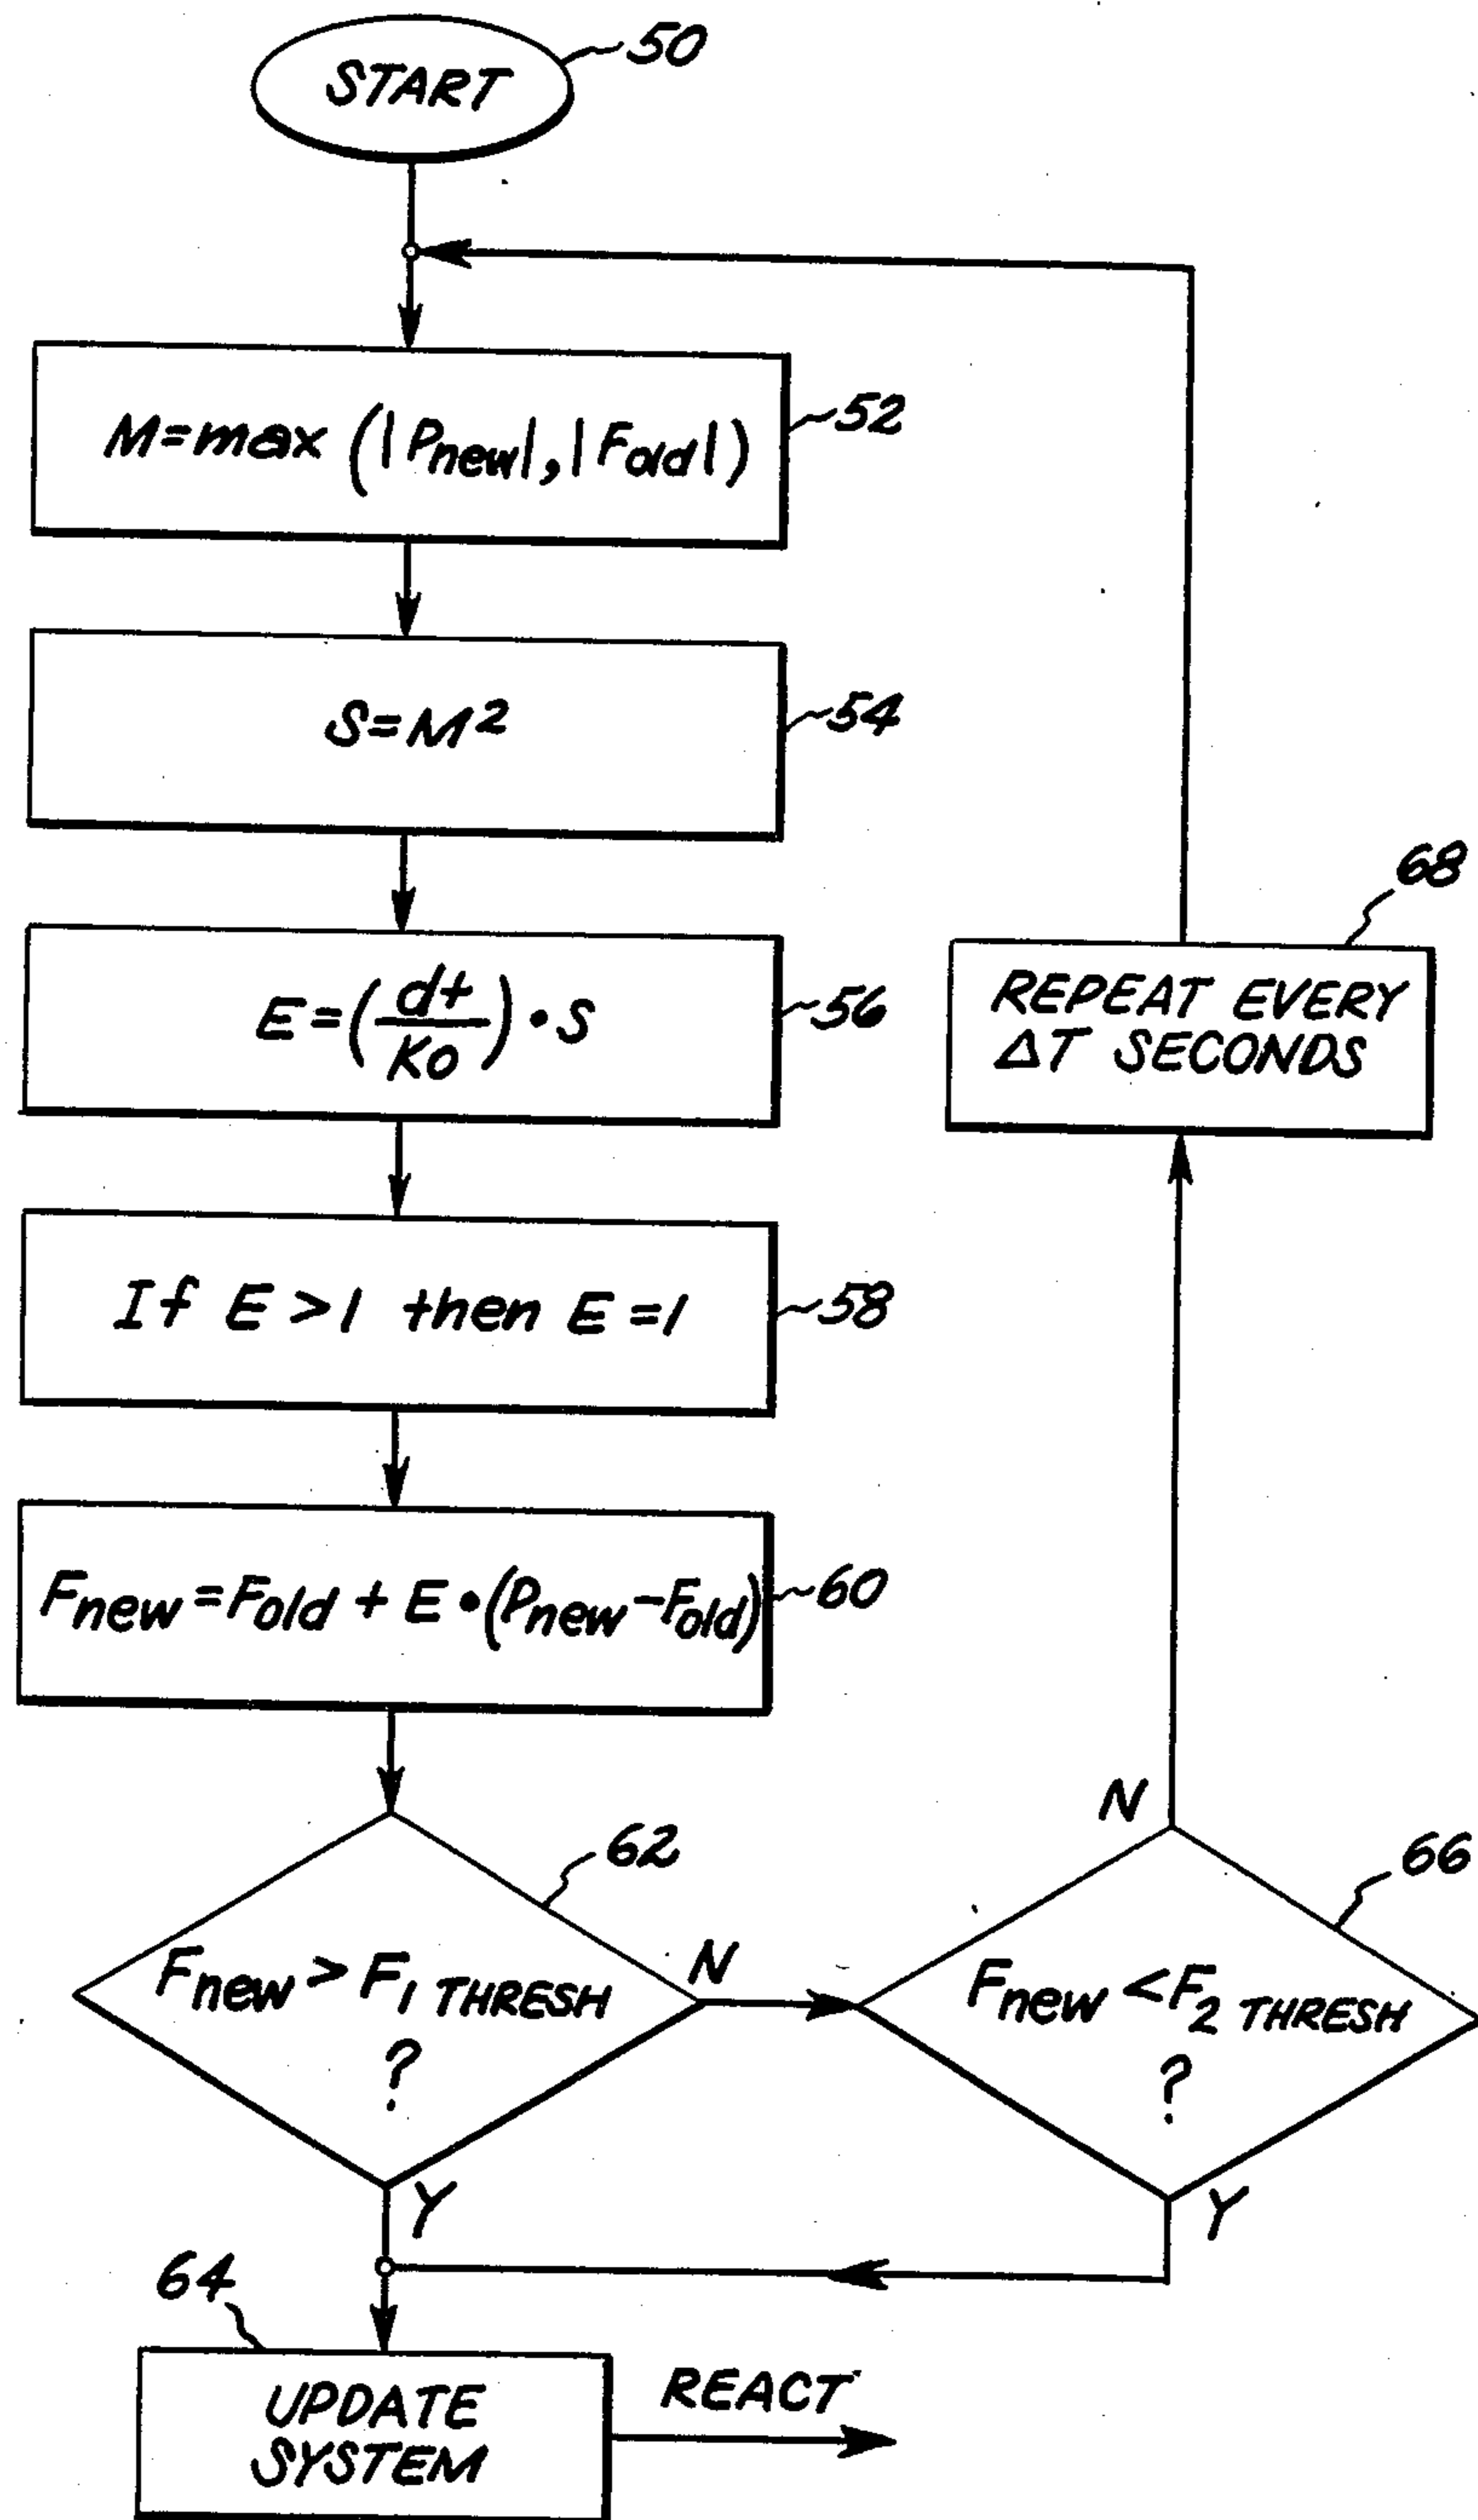 START
50
M=max (|Pnew|, |Fold|)
52
S=M²
54
E=(dt/Ko)•S
56
REPEAT EVERY
ΔT SECONDS
68
If E>1 then E=1
58
Fnew=Fold + E•(Pnew-Fold)
60
62
Fnew > F1 THRESH
?
N
Y
66
Fnew <F2 THRESH
?
N
Y
64
UPDATE
SYSTEM
REACT